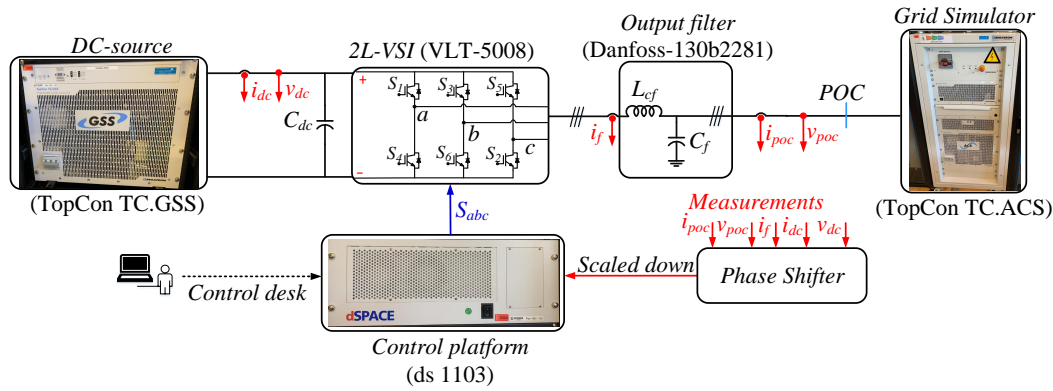 DC-source
GSS
(TopCon TC.GSS)
i_dc
v_dc
C_dc
2L-VSI (VLT-5008)
+
−
S_1
S_3
S_5
a
b
c
S_4
S_6
S_2
S_abc
Output filter
(Danfoss-130b2281)
L_cf
C_f
i_f
i_poc
v_poc
POC
Grid Simulator
ACS
(TopCon TC.ACS)
Measurements
i_poc v_poc i_f i_dc v_dc
Phase Shifter
Scaled down
Control desk
dSPACE
Control platform
(ds 1103)